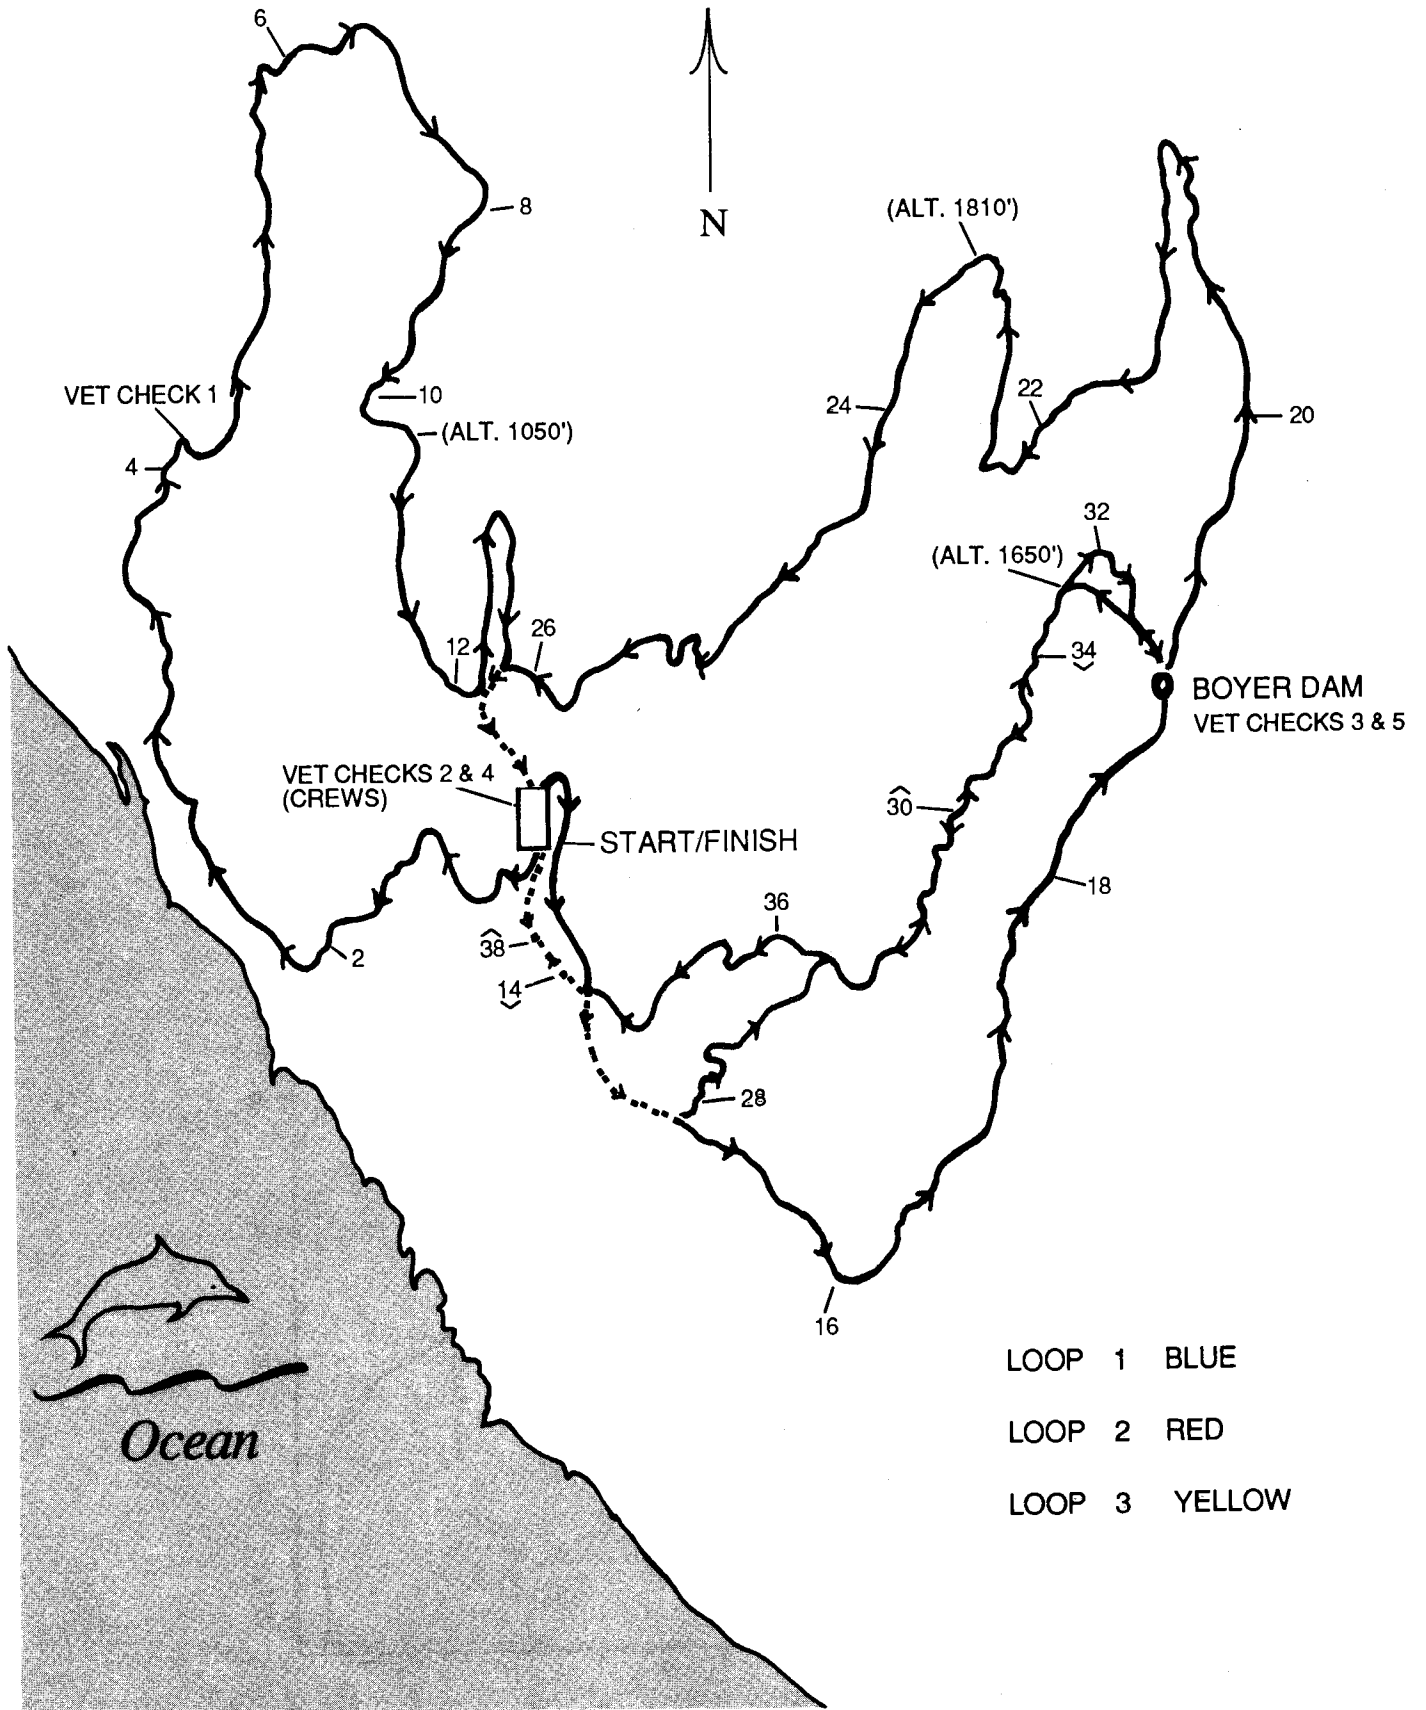 6
8
N
(ALT. 1810')
VET CHECK 1
10
(ALT. 1050')
24
22
20
4
32
(ALT. 1650')
12
26
34
BOYER DAM
VET CHECKS 3 & 5
VET CHECKS 2 & 4
(CREWS)
30
START/FINISH
18
36
38
2
14
28
16
LOOP 1 BLUE
LOOP 2 RED
LOOP 3 YELLOW
Ocean